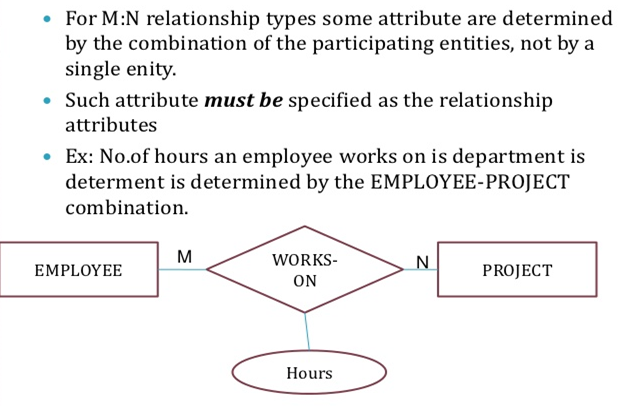 For M:N relationship types some attribute are determined
by the combination of the participating entities, not by a
single enity.
Such attribute must be specified as the relationship
attributes
Ex: No.of hours an employee works on is department is
determent is determined by the EMPLOYEE-PROJECT
combination.
EMPLOYEE
M
WORKS-
ON
N
PROJECT
Hours